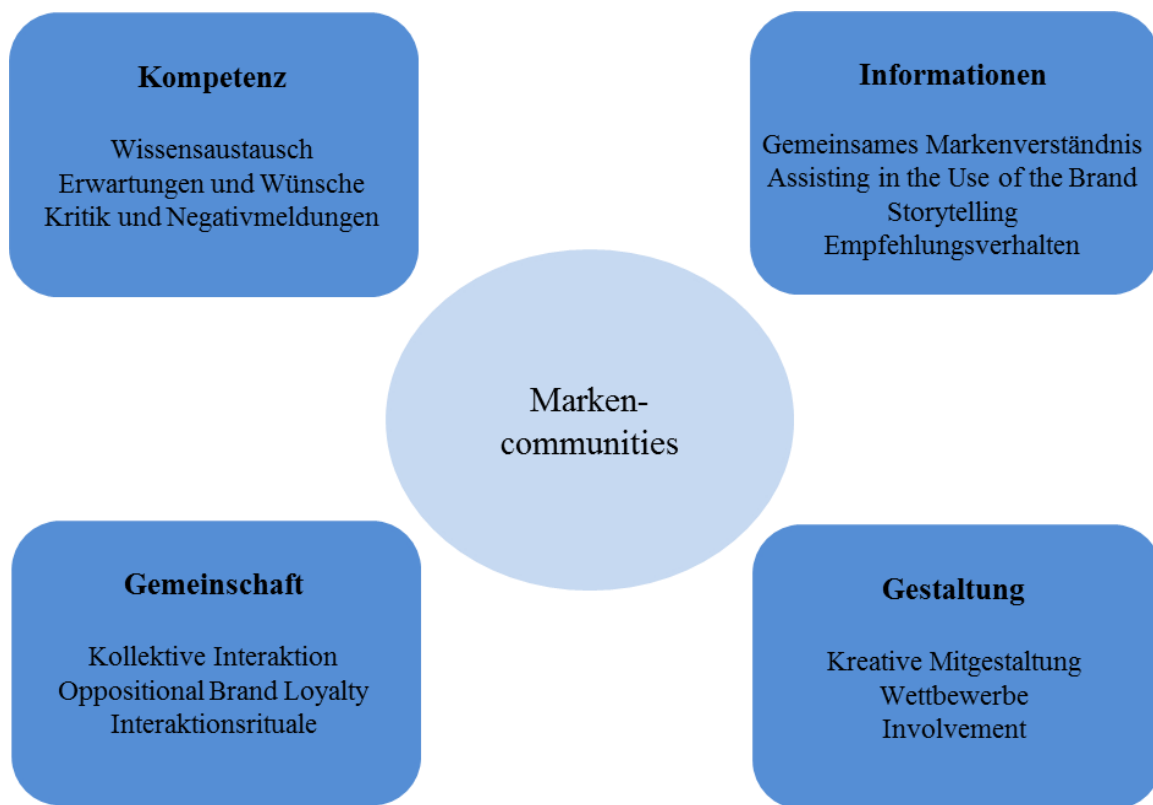 Kompetenz
Wissensaustausch
Erwartungen und Wünsche
Kritik und Negativmeldungen
Informationen
Gemeinsames Markenverständnis
Assisting in the Use of the Brand
Storytelling
Empfehlungsverhalten
Marken-
communities
Gemeinschaft
Kollektive Interaktion
Oppositional Brand Loyalty
Interaktionsrituale
Gestaltung
Kreative Mitgestaltung
Wettbewerbe
Involvement